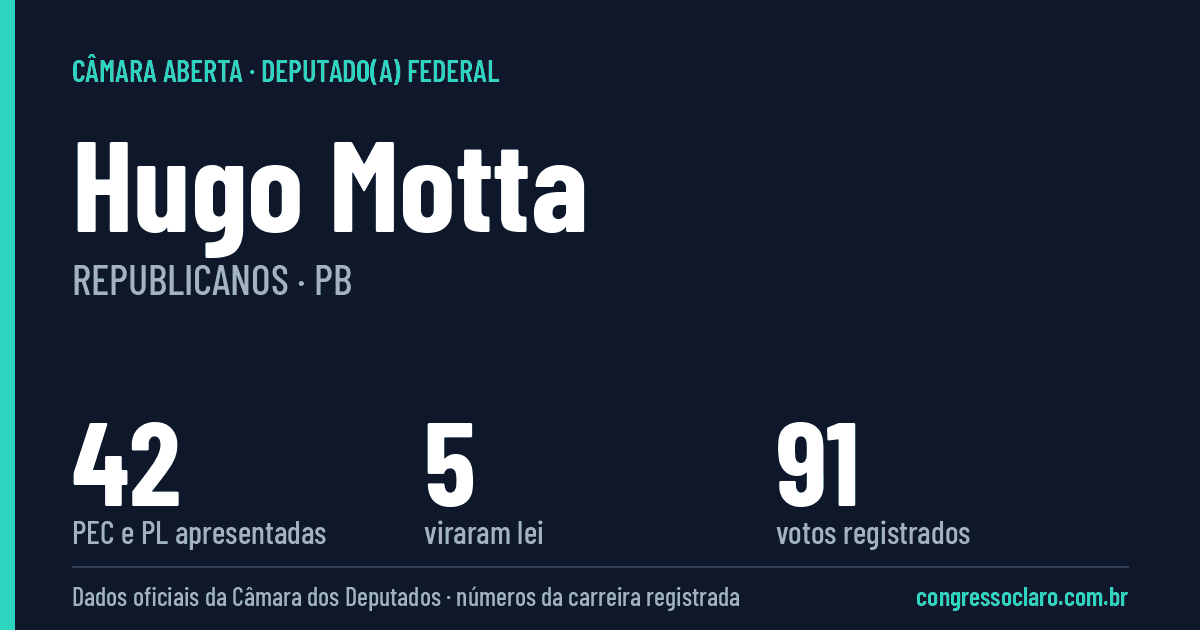 CÂMARA ABERTA · DEPUTADO(A) FEDERAL
Hugo Motta
REPUBLICANOS · PB
42 5 91
PEC e PL apresentadas viraram lei votos registrados
Dados oficiais da Câmara dos Deputados · números da carreira registrada congressoclaro.com.br